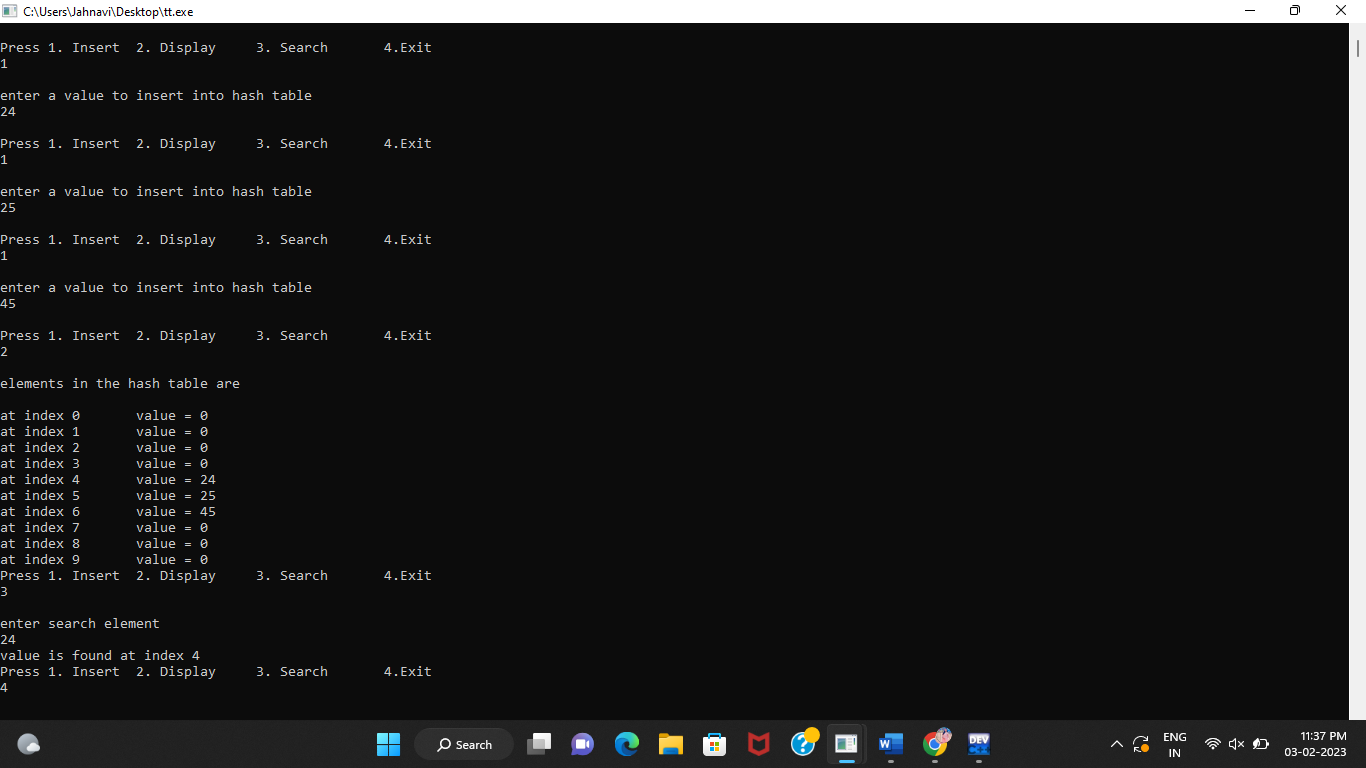 C:\Users\Jahnavi\Desktop\tt.exe
Press 1. Insert  2. Display     3. Search       4.Exit
1
enter a value to insert into hash table
24
Press 1. Insert  2. Display     3. Search       4.Exit
1
enter a value to insert into hash table
25
Press 1. Insert  2. Display     3. Search       4.Exit
1
enter a value to insert into hash table
45
Press 1. Insert  2. Display     3. Search       4.Exit
2
elements in the hash table are
at index 0       value = 0
at index 1       value = 0
at index 2       value = 0
at index 3       value = 0
at index 4       value = 24
at index 5       value = 25
at index 6       value = 45
at index 7       value = 0
at index 8       value = 0
at index 9       value = 0
Press 1. Insert  2. Display     3. Search       4.Exit
3
enter search element
24
value is found at index 4
Press 1. Insert  2. Display     3. Search       4.Exit
4
Search
W
DEV
ENG
IN
11:37 PM
03-02-2023